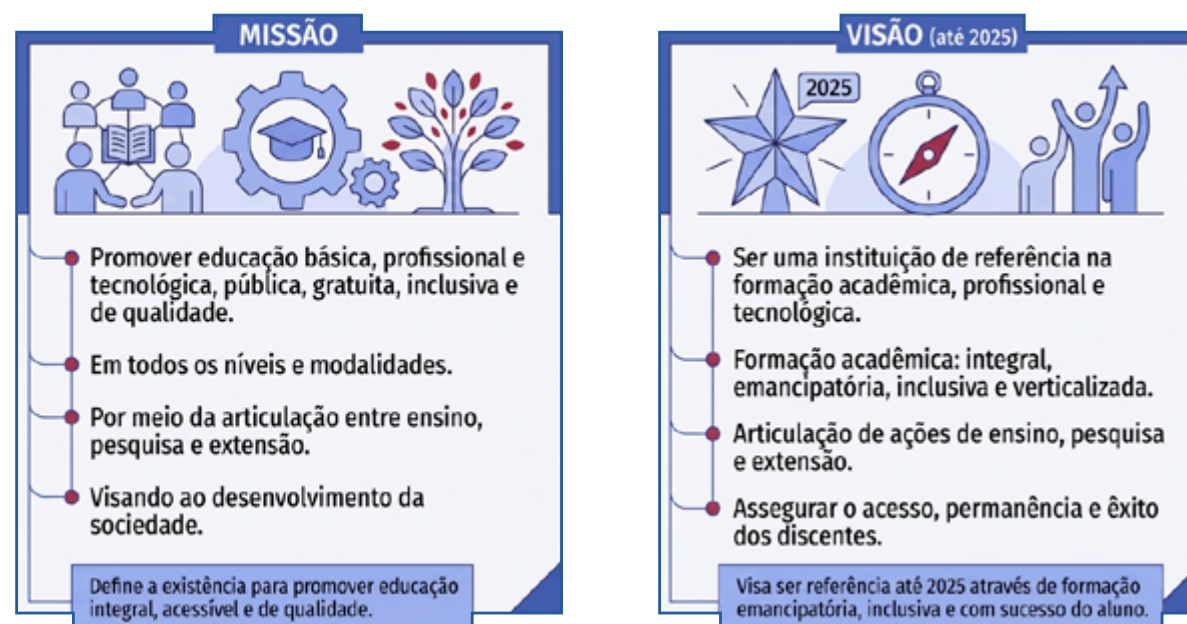 MISSÃO
Promover educação básica, profissional e
tecnológica, pública, gratuita, inclusiva e
de qualidade.
Em todos os níveis e modalidades.
Por meio da articulação entre ensino,
pesquisa e extensão.
Visando ao desenvolvimento da
sociedade.
Define a existência para promover educação
integral, acessível e de qualidade.
VISÃO (até 2025)
2025
Ser uma instituição de referência na
formação acadêmica, profissional e
tecnológica.
Formação acadêmica: integral,
emancipatória, inclusiva e verticalizada.
Articulação de ações de ensino, pesquisa
e extensão.
Assegurar o acesso, permanência e êxito
dos discentes.
Visa ser referência até 2025 através de formação
emancipatória, inclusiva e com sucesso do aluno.